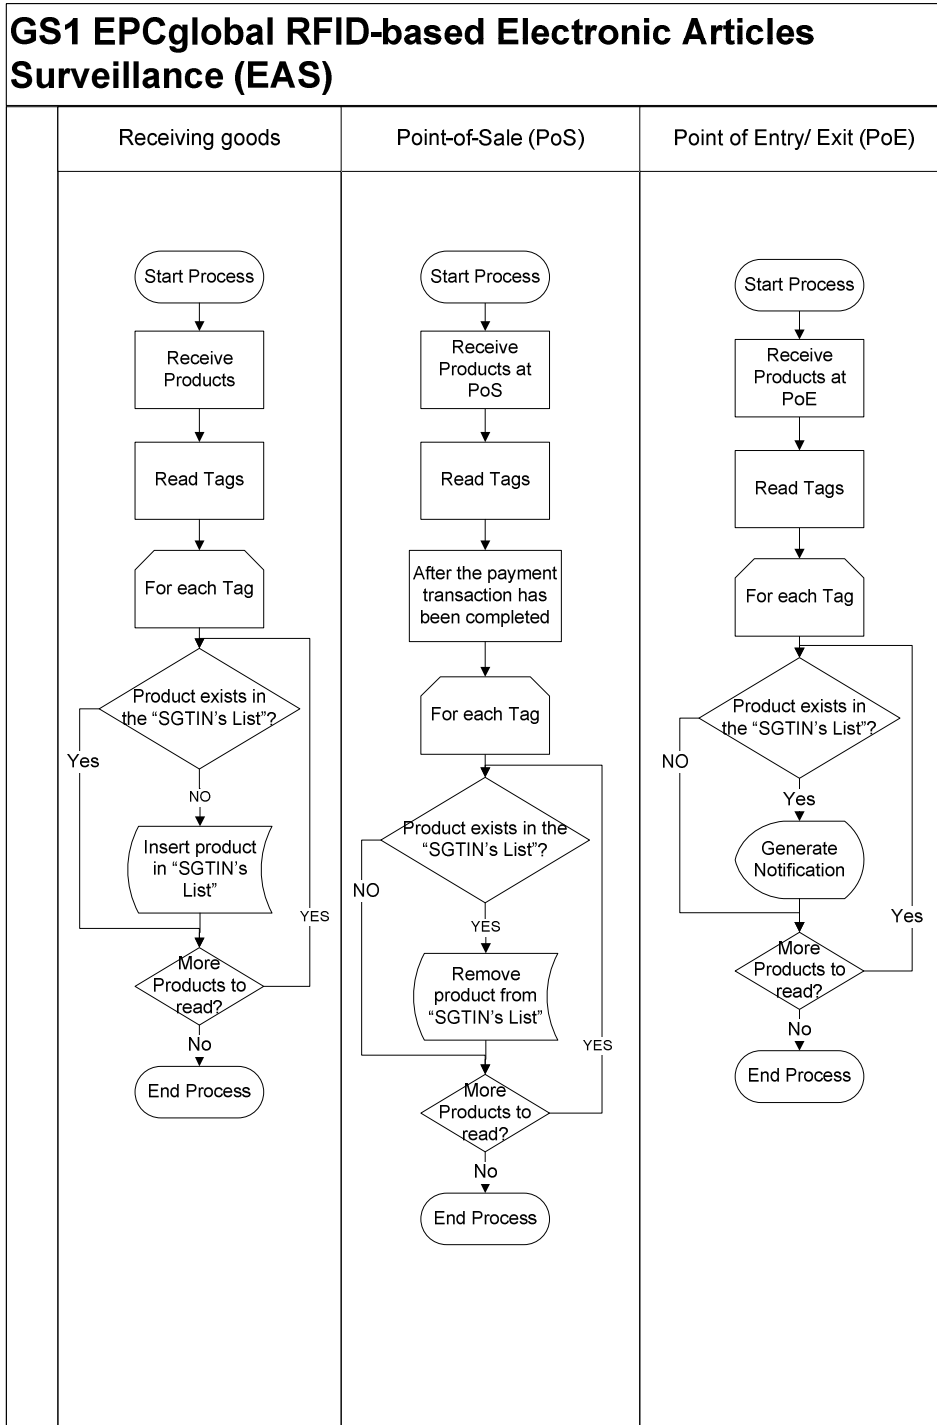 GS1 EPCglobal RFID-based Electronic Articles
Surveillance (EAS)
Receiving goods
Start Process
Receive
Products
Read Tags
For each Tag
Product exists in
the “SGTIN’s List”?
Yes
NO
Insert product
in “SGTIN’s
List”
YES
More
Products to
read?
No
End Process
Point-of-Sale (PoS)
Start Process
Receive
Products at
PoS
Read Tags
After the payment
transaction has
been completed
For each Tag
Product exists in the
“SGTIN’s List”?
NO
YES
Remove
product from
“SGTIN’s List”
YES
More
Products to
read?
No
End Process
Point of Entry/ Exit (PoE)
Start Process
Receive
Products at
PoE
Read Tags
For each Tag
Product exists in
the “SGTIN’s List”?
NO
Yes
Generate
Notification
Yes
More
Products to
read?
No
End Process